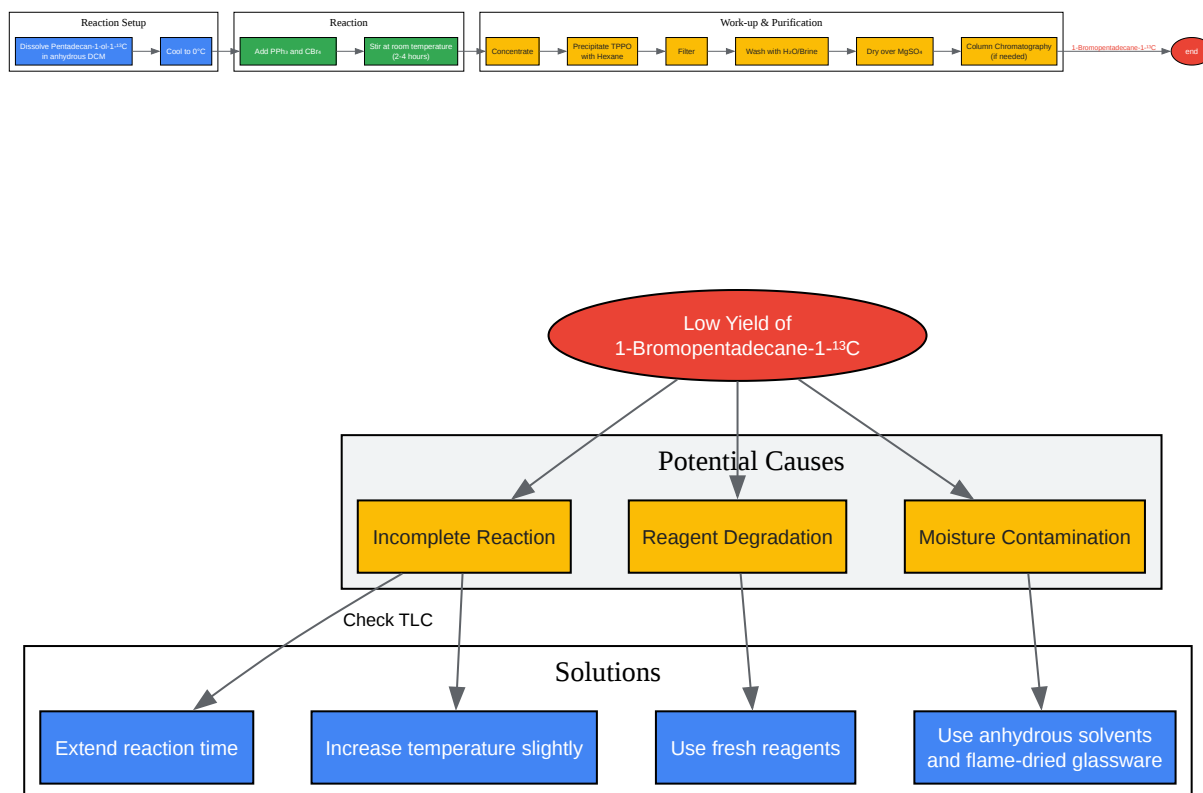 Reaction Setup
Dissolve Pentadecan-1-ol-1-¹³C
in anhydrous DCM
Cool to 0°C
Reaction
Add PPh₃ and CBr₄
Stir at room temperature
(2-4 hours)
Work-up & Purification
Concentrate
Precipitate TPPO
with Hexane
Filter
Wash with H₂O/Brine
Dry over MgSO₄
Column Chromatography
(if needed)
1-Bromopentadecane-1-¹³C
end
Low Yield of
1-Bromopentadecane-1-¹³C
Potential Causes
Incomplete Reaction
Reagent Degradation
Moisture Contamination
Check TLC
Solutions
Extend reaction time
Increase temperature slightly
Use fresh reagents
Use anhydrous solvents
and flame-dried glassware